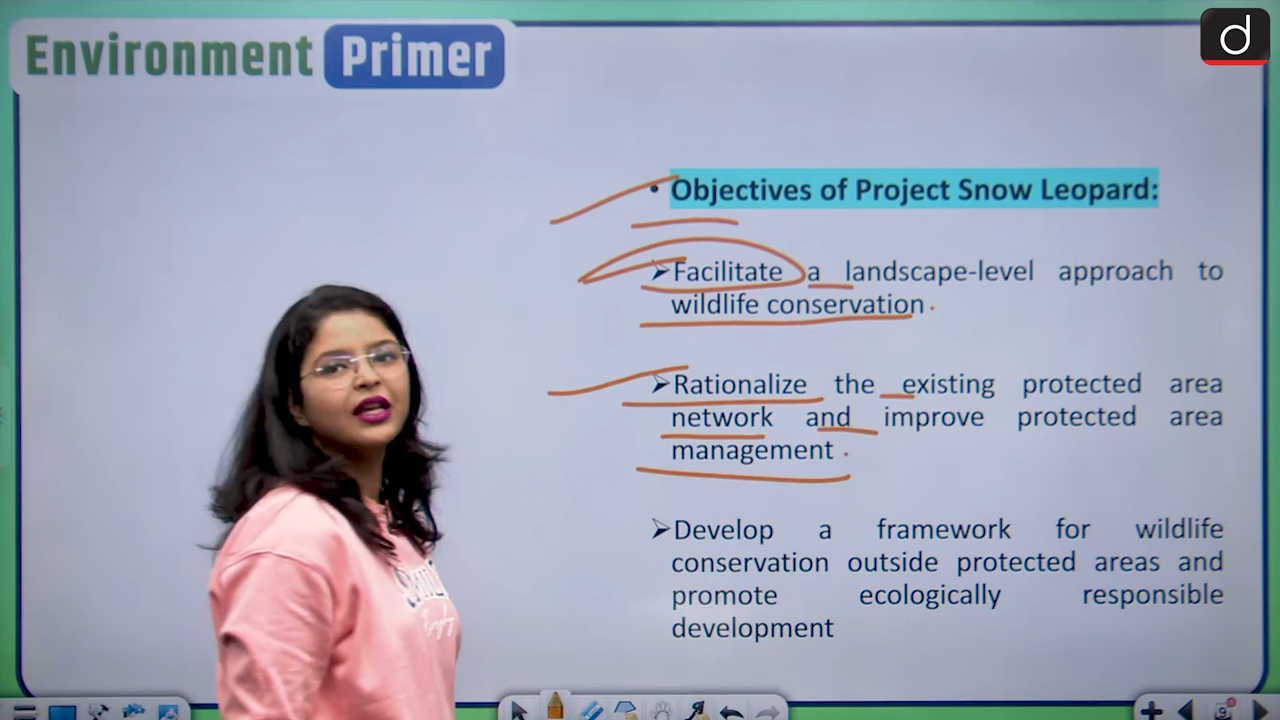 Environment Primer
d
• Objectives of Project Snow Leopard:
➢Facilitate a landscape-level approach to
wildlife conservation
➢Rationalize the existing protected area
network and improve protected area
management
➢Develop a framework for wildlife
conservation outside protected areas and
promote ecologically responsible
development
9